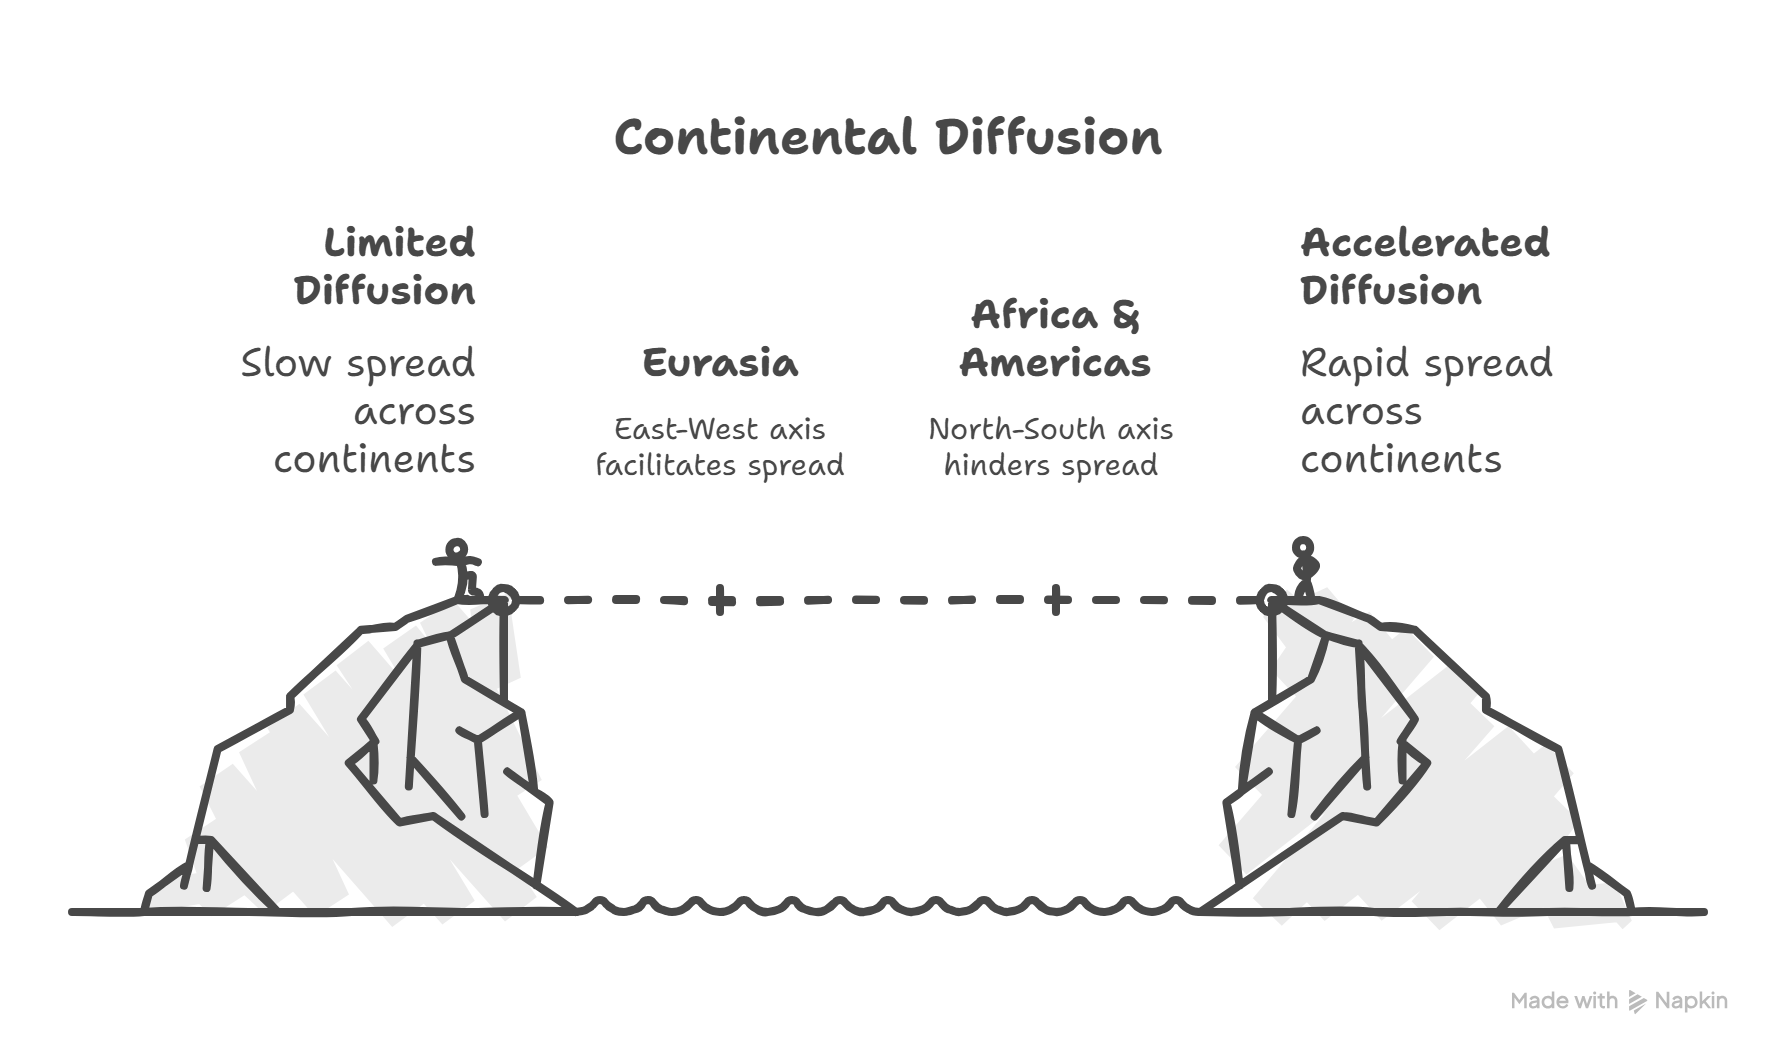 Continental Diffusion
Limited
Diffusion
Slow spread
across
continents
Eurasia
East-West axis
facilitates spread
Africa &
Americas
North-South axis
hinders spread
Accelerated
Diffusion
Rapid spread
across
continents
Made with Napkin